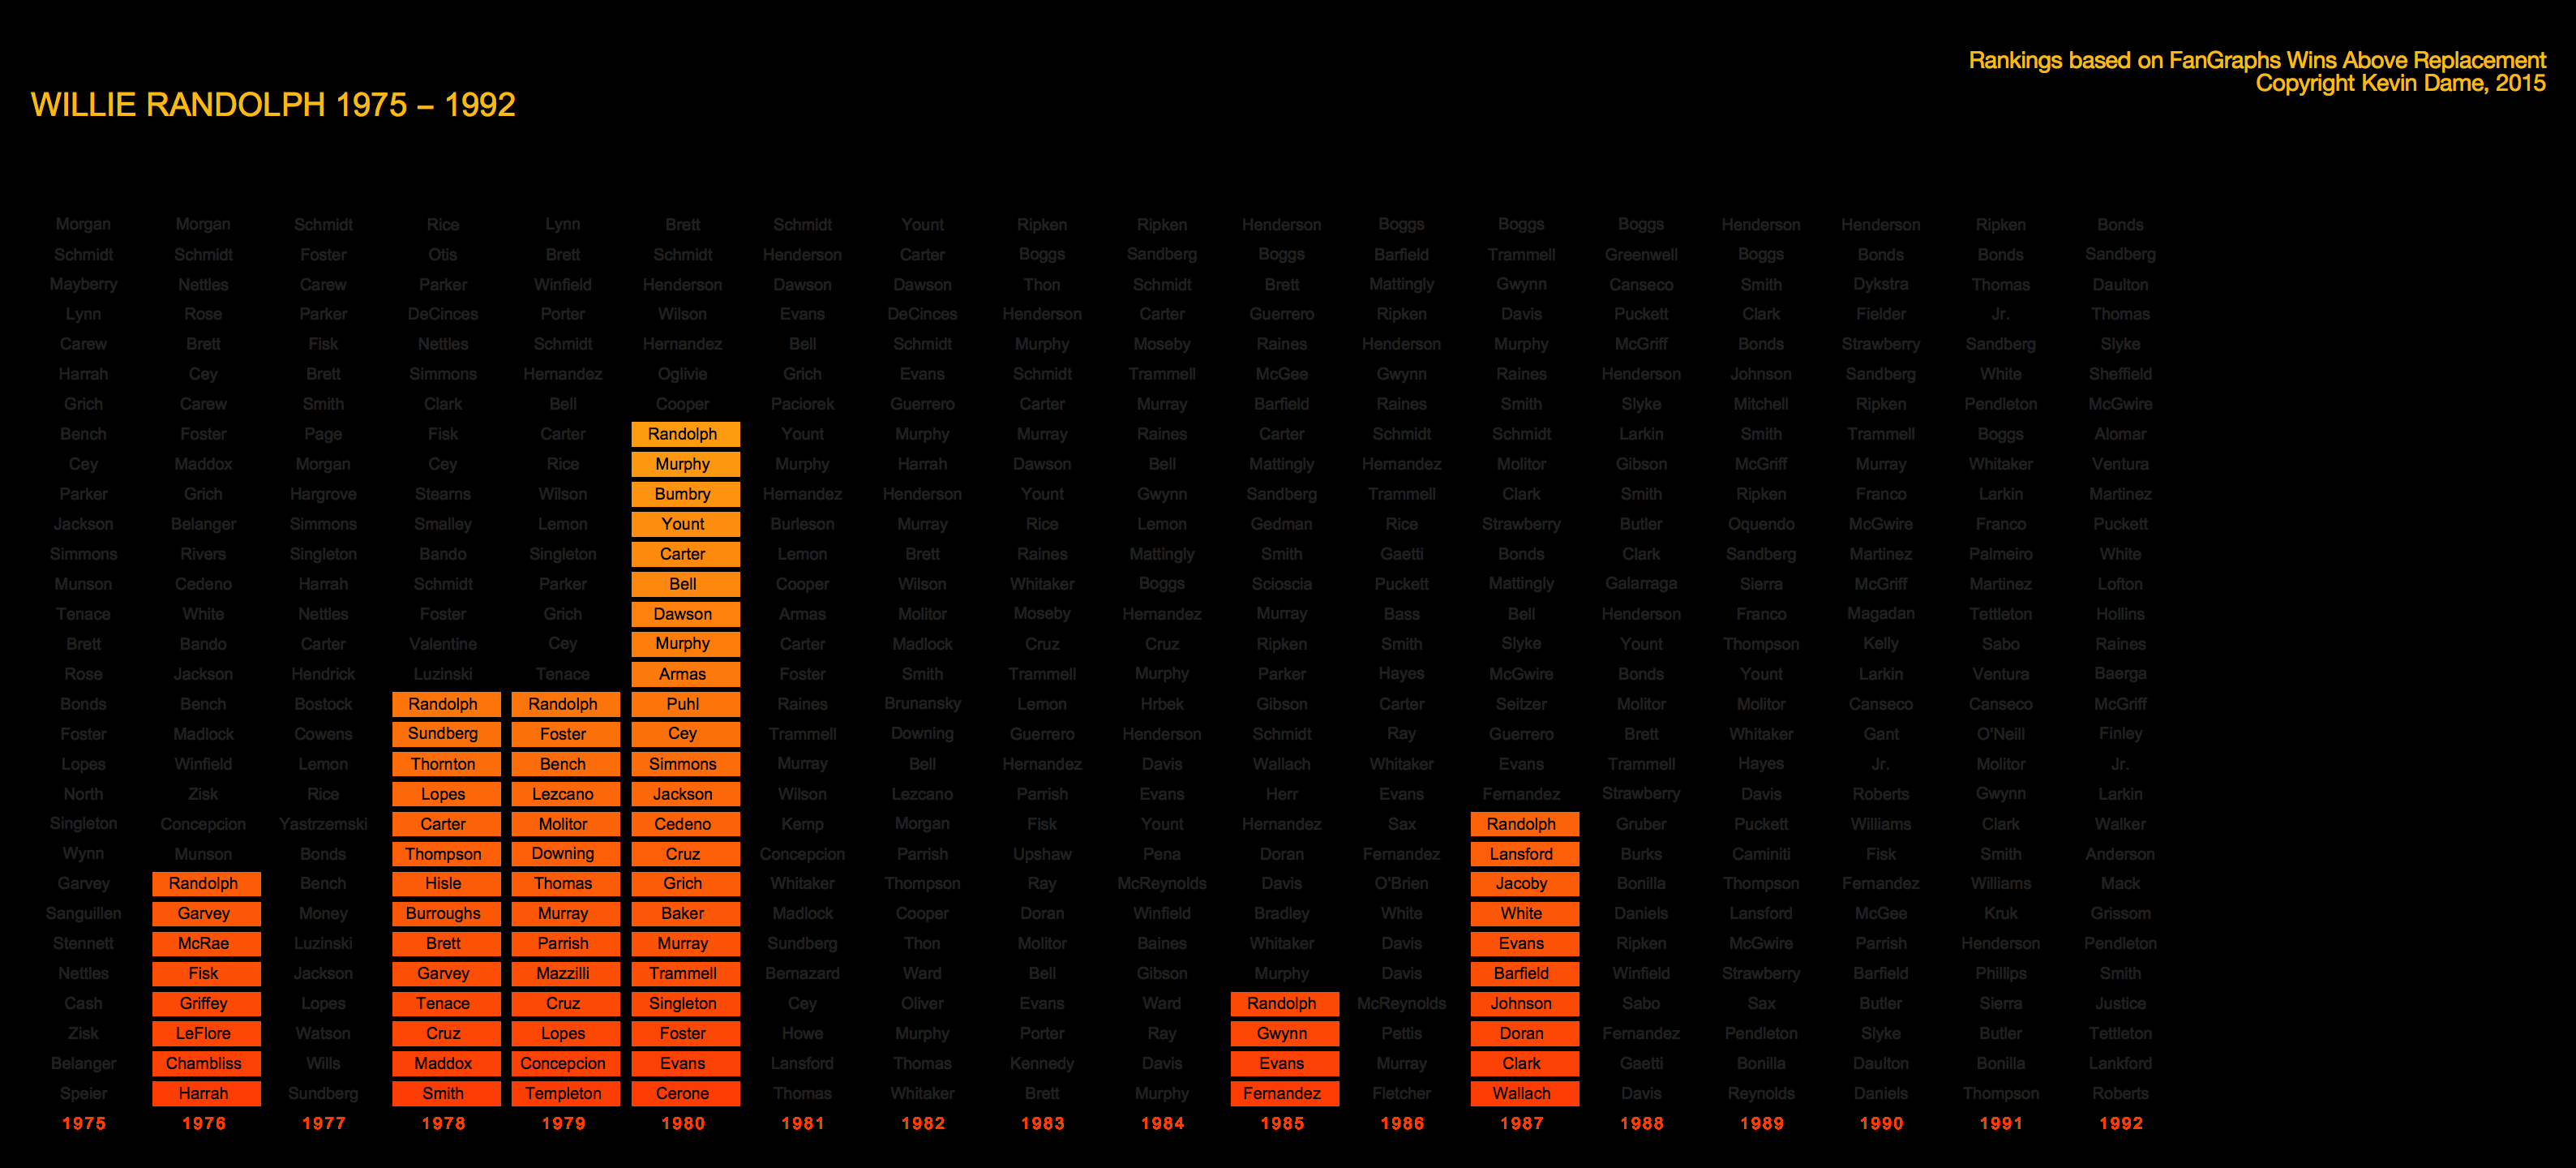 Rankings based on FanGraphs Wins Above Replacement
Copyright Kevin Dame, 2015
WILLIE RANDOLPH 1975 – 1992
Morgan Morgan Schmidt Rice Lynn Brett Schmidt Yount Ripken Ripken Henderson Boggs Boggs Boggs Henderson Henderson Ripken Bonds
Schmidt Schmidt Foster Otis Brett Schmidt Henderson Carter Boggs Sandberg Boggs Barfield Trammell Greenwell Boggs Bonds Bonds Sandberg
Mayberry Nettles Carew Parker Winfield Henderson Dawson Dawson Thon Schmidt Brett Mattingly Gwynn Canseco Smith Dykstra Thomas Daulton
Lynn Rose Parker DeCinces Porter Wilson Evans DeCinces Henderson Carter Guerrero Ripken Davis Puckett Clark Fielder Jr. Thomas
Carew Brett Fisk Nettles Schmidt Hernandez Bell Schmidt Murphy Moseby Raines Henderson Murphy McGriff Bonds Strawberry Sandberg Slyke
Harrah Cey Brett Simmons Hernandez Oglivie Grich Evans Schmidt Trammell McGee Gwynn Raines Henderson Johnson Sandberg White Sheffield
Grich Carew Smith Clark Bell Cooper Paciorek Guerrero Carter Murray Barfield Raines Smith Slyke Mitchell Ripken Pendleton McGwire
Bench Foster Page Fisk Carter Randolph Yount Murphy Murray Raines Carter Schmidt Schmidt Larkin Smith Trammell Boggs Alomar
Cey Maddox Morgan Cey Rice Murphy Murphy Harrah Dawson Bell Mattingly Hernandez Molitor Gibson McGriff Murray Whitaker Ventura
Parker Grich Hargrove Stearns Wilson Bumbry Hernandez Henderson Yount Gwynn Sandberg Trammell Clark Smith Ripken Franco Larkin Martinez
Jackson Belanger Simmons Smalley Lemon Yount Burleson Murray Rice Lemon Gedman Rice Strawberry Butler Oquendo McGwire Franco Puckett
Simmons Rivers Singleton Bando Singleton Carter Lemon Brett Raines Mattingly Smith Gaetti Bonds Clark Sandberg Martinez Palmeiro White
Munson Cedeno Harrah Schmidt Parker Bell Cooper Wilson Whitaker Boggs Scioscia Puckett Mattingly Galarraga Sierra McGriff Martinez Lofton
Tenace White Nettles Foster Grich Dawson Armas Molitor Moseby Hernandez Murray Bass Bell Henderson Franco Magadan Tettleton Hollins
Brett Bando Carter Valentine Cey Murphy Carter Madlock Cruz Cruz Ripken Smith Slyke Yount Thompson Kelly Sabo Raines
Rose Jackson Hendrick Luzinski Tenace Armas Foster Smith Trammell Murphy Parker Hayes McGwire Bonds Yount Larkin Ventura Baerga
Bonds Bench Bostock Randolph Randolph Puhl Raines Brunansky Lemon Hrbek Gibson Carter Seitzer Molitor Molitor Canseco Canseco McGriff
Foster Madlock Cowens Sundberg Foster Cey Trammell Downing Guerrero Henderson Schmidt Ray Guerrero Brett Whitaker Gant O'Neill Finley
Lopes Winfield Lemon Thornton Bench Simmons Murray Bell Hernandez Davis Wallach Whitaker Evans Trammell Hayes Jr. Molitor Jr.
North Zisk Rice Lopes Lezcano Jackson Wilson Lezcano Parrish Evans Herr Evans Fernandez Strawberry Davis Roberts Gwynn Larkin
Singleton Concepcion Yastrzemski Carter Molitor Cedeno Kemp Morgan Fisk Yount Hernandez Sax Randolph Gruber Puckett Williams Clark Walker
Wynn Munson Bonds Thompson Downing Cruz Concepcion Parrish Upshaw Pena Doran Fernandez Lansford Burks Caminiti Fisk Smith Anderson
Garvey Randolph Bench Hisle Thomas Grich Whitaker Thompson Ray McReynolds Davis O'Brien Jacoby Bonilla Thompson Fernandez Williams Mack
Sanguillen Garvey Money Burroughs Murray Baker Madlock Cooper Doran Winfield Bradley White White Daniels Lansford McGee Kruk Grissom
Stennett McRae Luzinski Brett Parrish Murray Sundberg Thon Molitor Baines Whitaker Davis Evans Ripken McGwire Parrish Henderson Pendleton
Nettles Fisk Jackson Garvey Mazzilli Trammell Bernazard Ward Bell Gibson Murphy Davis Barfield Winfield Strawberry Barfield Phillips Smith
Cash Griffey Lopes Tenace Cruz Singleton Cey Oliver Evans Ward Randolph McReynolds Johnson Sabo Sax Butler Sierra Justice
Zisk LeFlore Watson Cruz Lopes Foster Howe Murphy Porter Ray Gwynn Pettis Doran Fernandez Pendleton Slyke Butler Tettleton
Belanger Chambliss Wills Maddox Concepcion Evans Lansford Thomas Kennedy Davis Evans Murray Clark Gaetti Bonilla Daulton Bonilla Lankford
Speier Harrah Sundberg Smith Templeton Cerone Thomas Whitaker Brett Murphy Fernandez Fletcher Wallach Davis Reynolds Daniels Thompson Roberts
1975 1976 1977 1978 1979 1980 1981 1982 1983 1984 1985 1986 1987 1988 1989 1990 1991 1992